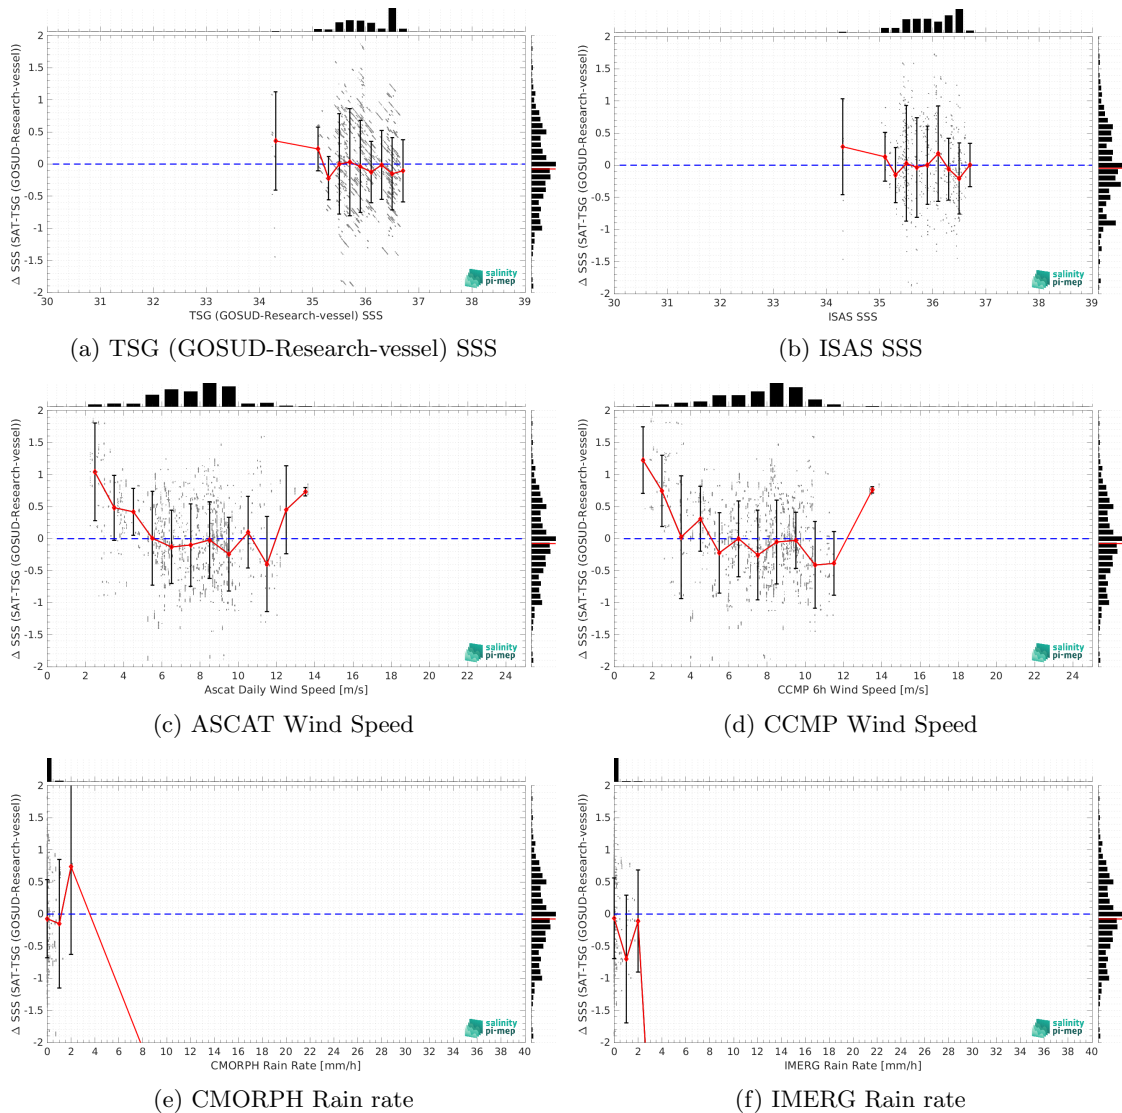 2
1.5
1
0.5
0
-0.5
-1
-1.5
-2
Δ SSS (SAT-TSG (GOSUD-Research-vessel))
30 31 32 33 34 35 36 37 38 39
TSG (GOSUD-Research-vessel) SSS
salinity
pi-mep
(a) TSG (GOSUD-Research-vessel) SSS
2
1.5
1
0.5
0
-0.5
-1
-1.5
-2
Δ SSS (SAT-TSG (GOSUD-Research-vessel))
30 31 32 33 34 35 36 37 38 39
ISAS SSS
salinity
pi-mep
(b) ISAS SSS
2
1.5
1
0.5
0
-0.5
-1
-1.5
-2
Δ SSS (SAT-TSG (GOSUD-Research-vessel))
0 2 4 6 8 10 12 14 16 18 20 22 24
Ascat Daily Wind Speed [m/s]
salinity
pi-mep
(c) ASCAT Wind Speed
2
1.5
1
0.5
0
-0.5
-1
-1.5
-2
Δ SSS (SAT-TSG (GOSUD-Research-vessel))
0 2 4 6 8 10 12 14 16 18 20 22 24
CCMP 6h Wind Speed [m/s]
salinity
pi-mep
(d) CCMP Wind Speed
2
1.5
1
0.5
0
-0.5
-1
-1.5
-2
Δ SSS (SAT-TSG (GOSUD-Research-vessel))
0 2 4 6 8 10 12 14 16 18 20 22 24 26 28 30 32 34 36 38 40
CMORPH Rain Rate [mm/h]
salinity
pi-mep
(e) CMORPH Rain rate
2
1.5
1
0.5
0
-0.5
-1
-1.5
-2
Δ SSS (SAT-TSG (GOSUD-Research-vessel))
0 2 4 6 8 10 12 14 16 18 20 22 24 26 28 30 32 34 36 38 40
IMERG Rain Rate [mm/h]
salinity
pi-mep
(f) IMERG Rain rate